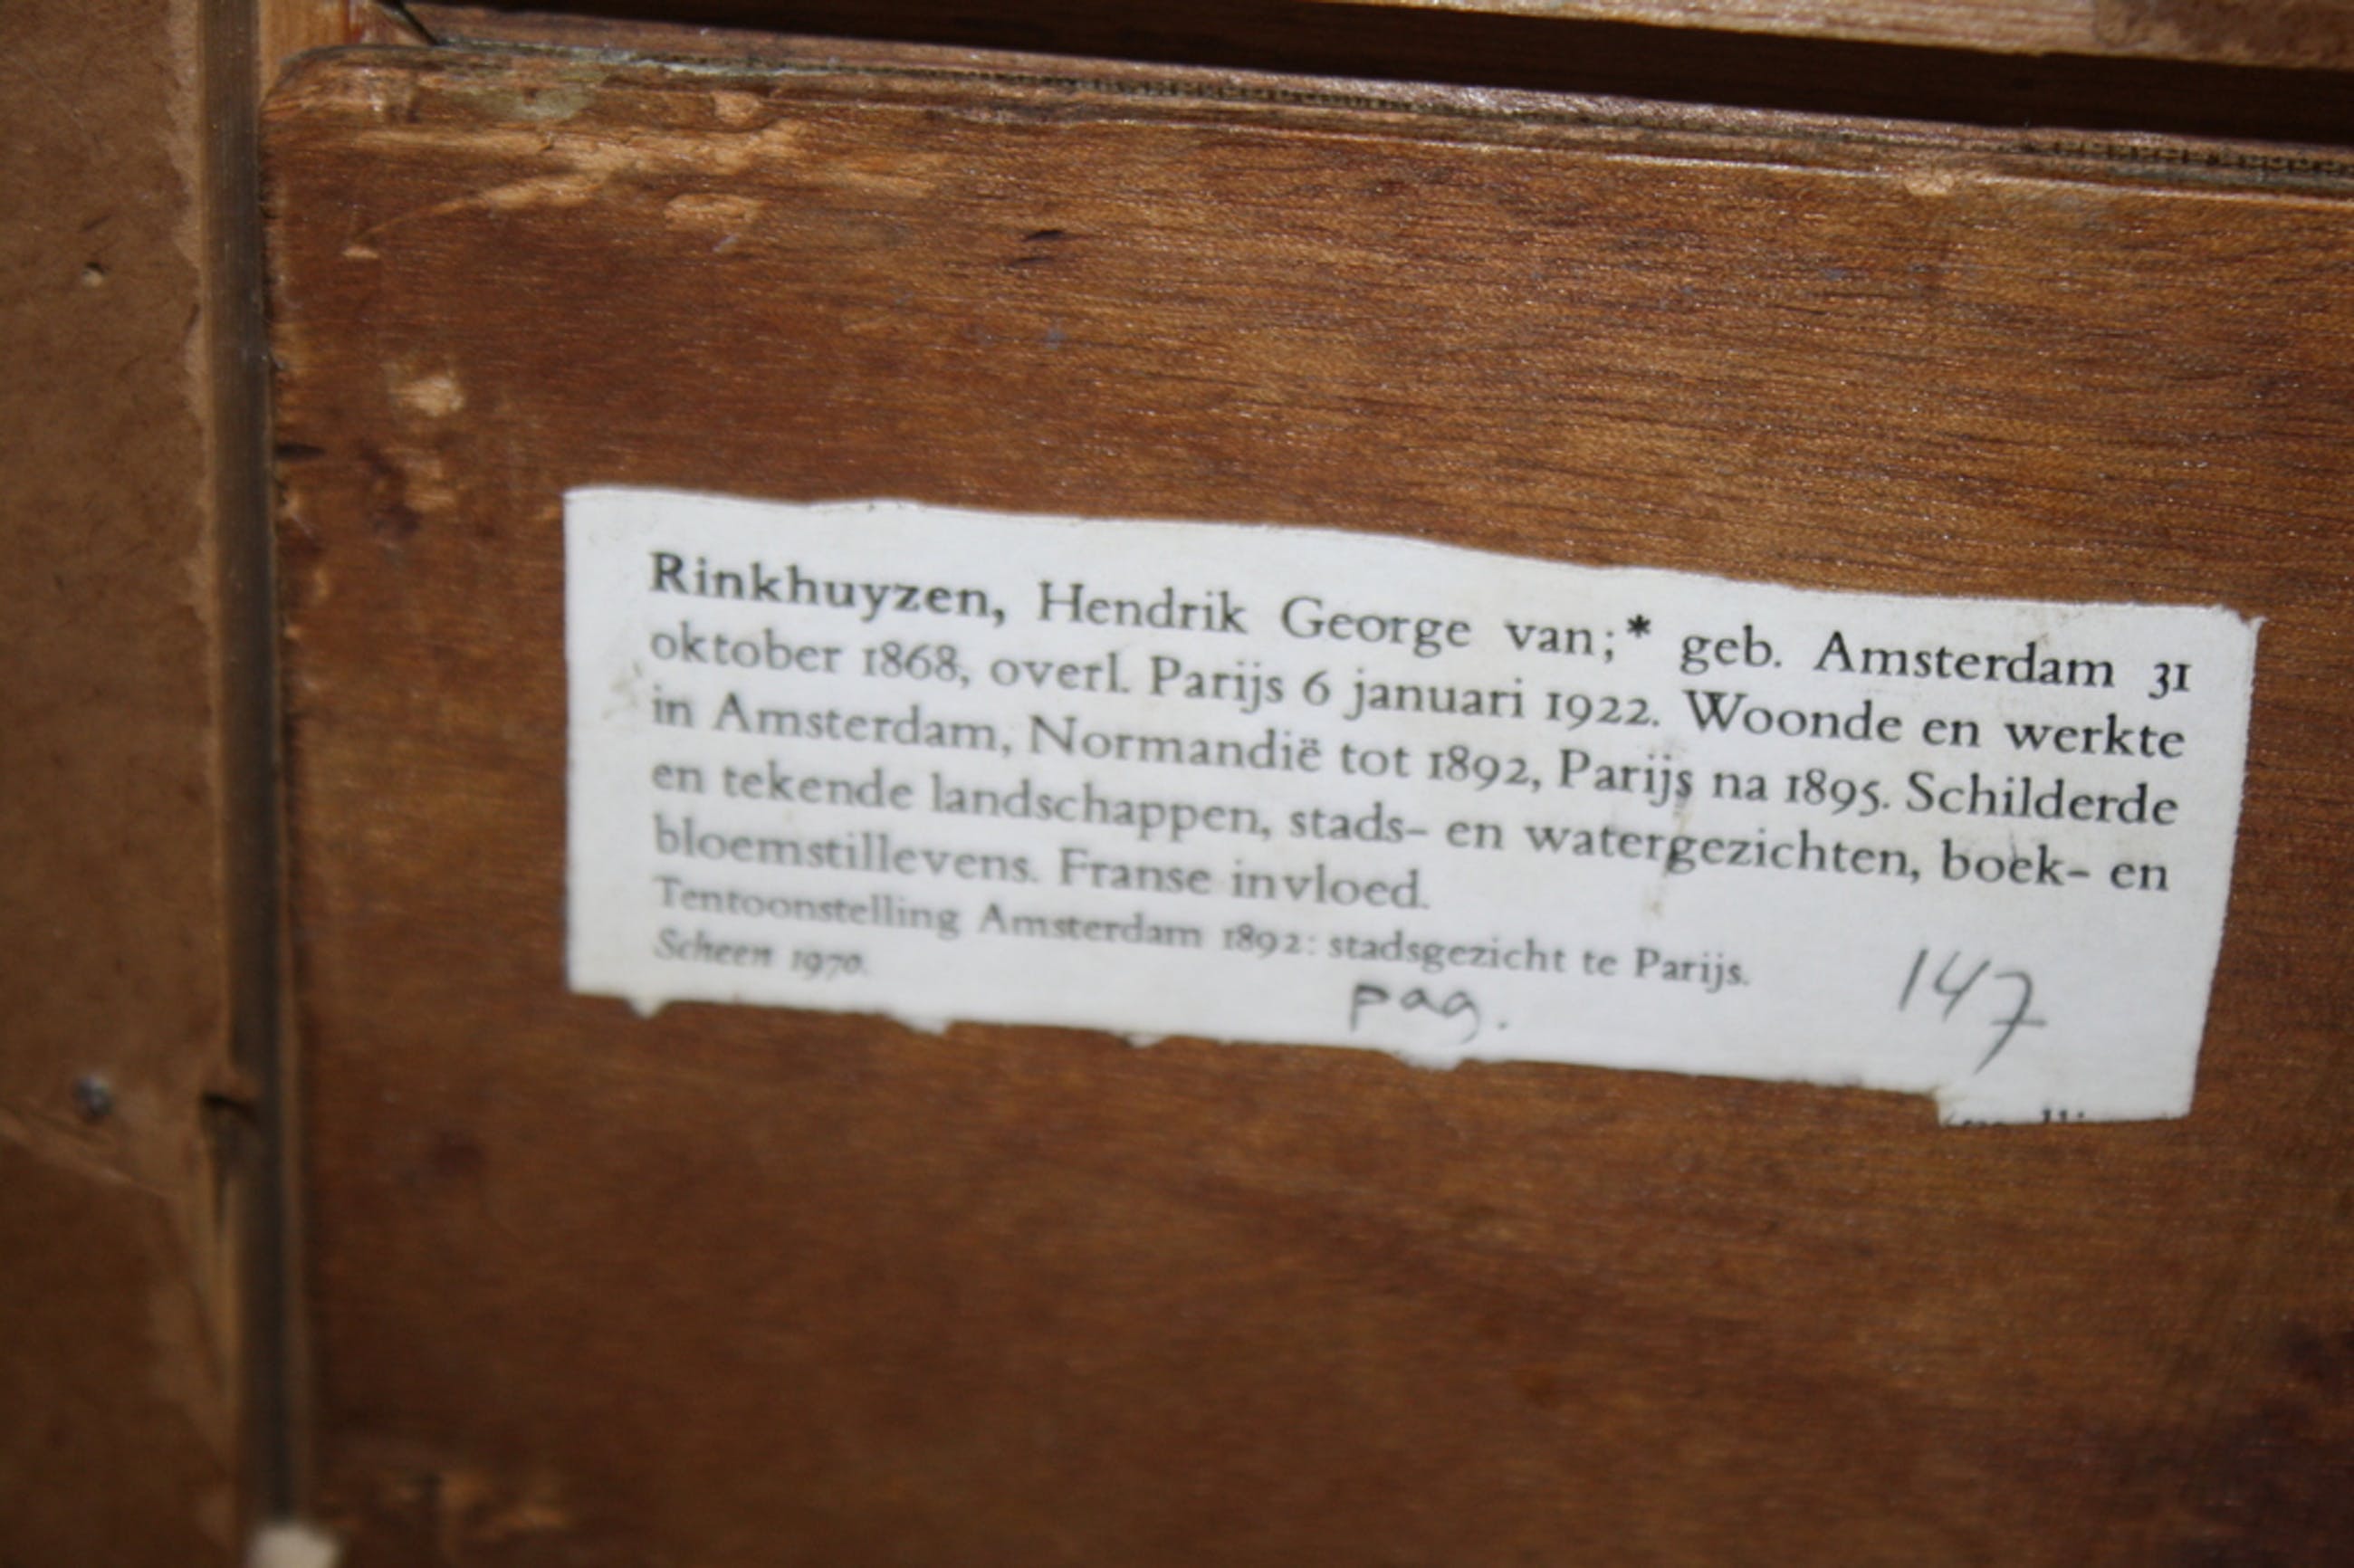 Rinkhuyzen, Hendrik George van;* geb. Amsterdam 31
oktober 1868, overl. Parijs 6 januari 1922. Woonde en werkte
in Amsterdam, Normandië tot 1892, Parijs na 1895. Schilderde
en tekende landschappen, stads- en watergezichten, boek- en
bloemstillevens. Franse invloed.
Tentoonstelling Amsterdam 1892: stadsgezicht te Parijs.
Scheen 1970.
pag. 147